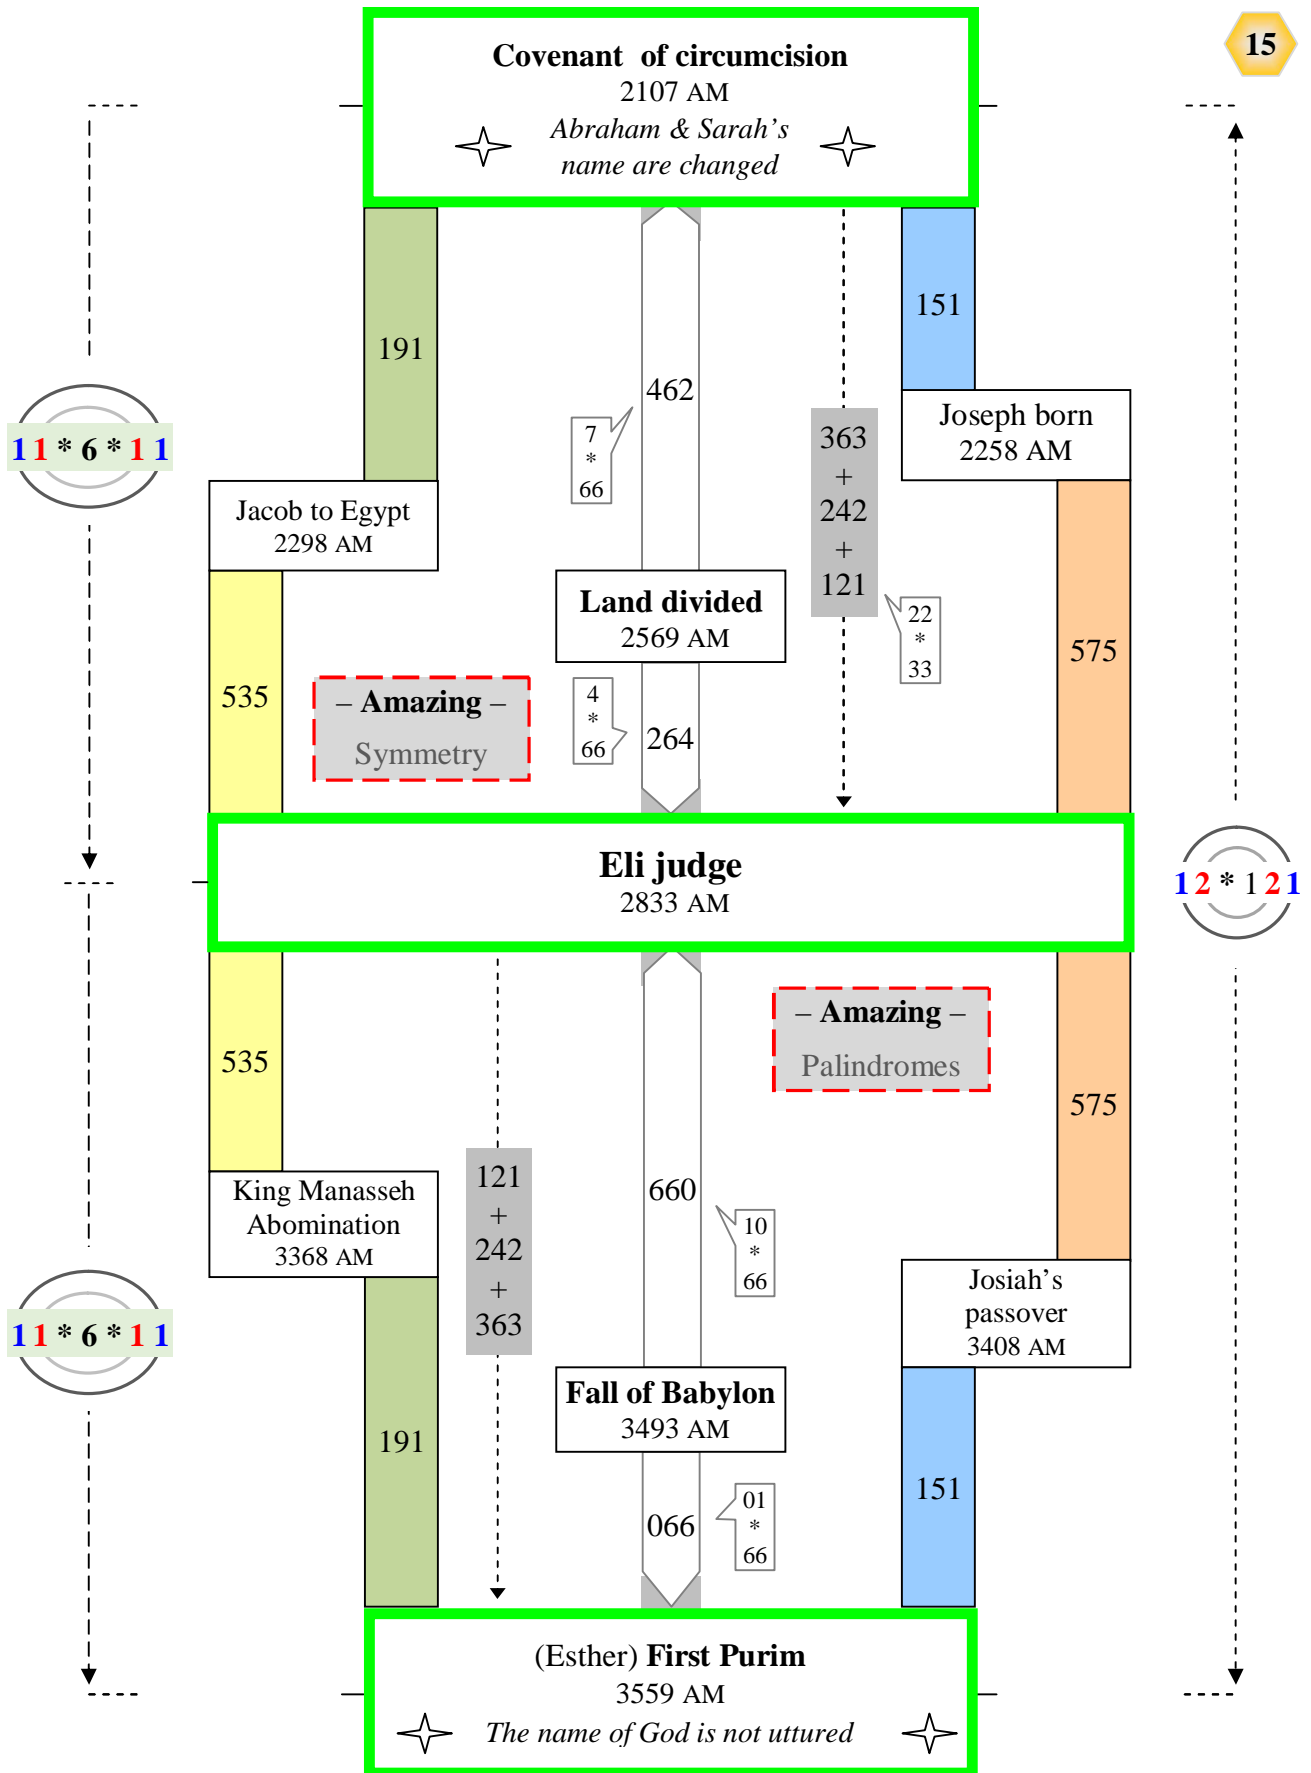 15
Covenant of circumcision
2107 AM
Abraham & Sarah's
name are changed
191
462
151
7
*
66
363
+
242
+
121
22
*
33
Joseph born
2258 AM
11 * 6 * 11
Jacob to Egypt
2298 AM
Land divided
2569 AM
575
535
– Amazing –
Symmetry
4
*
66
264
Eli judge
2833 AM
12 * 121
535
– Amazing –
Palindromes
575
121
+
242
+
363
660
10
*
66
King Manasseh
Abomination
3368 AM
Josiah's
passover
3408 AM
11 * 6 * 11
Fall of Babylon
3493 AM
191
151
066
01
*
66
(Esther) First Purim
3559 AM
The name of God is not uttured